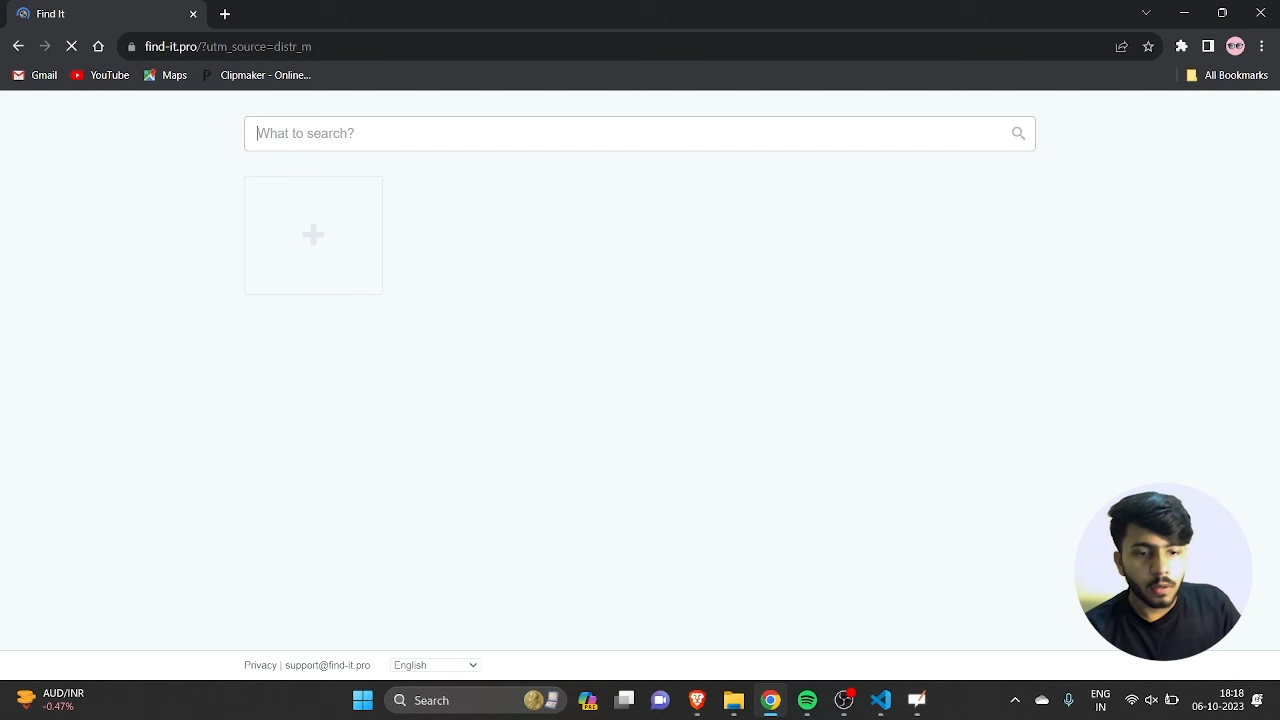 Find It
find-it.pro/?utm_source=distr_m
Gmail
YouTube
Maps
Clipmaker - Online...
All Bookmarks
What to search?
Privacy | support@find-it.pro
English
AUD/INR
-0.47%
Search
PRE
ENG
IN
18:18
06-10-2023